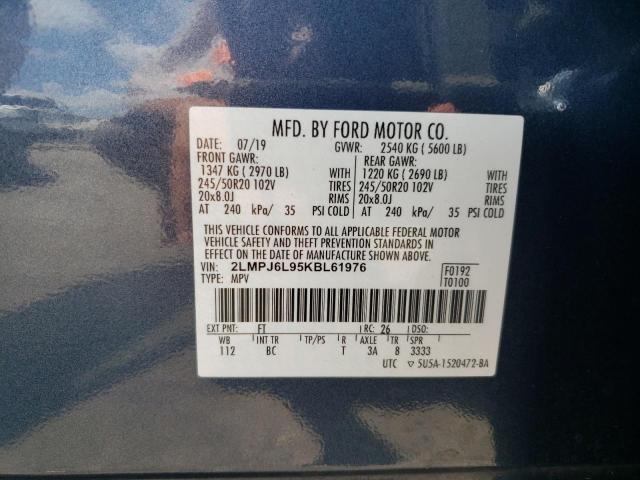 MFD. BY FORD MOTOR CO.
DATE: 07/19 GVWR: 2540 KG ( 5600 LB)
FRONT GAWR: REAR GAWR:
1347 KG ( 2970 LB) WITH 1220 KG ( 2690 LB) WITH
245/50R20 102V TIRES 245/50R20 102V TIRES
20x8.0J RIMS 20x8.0J RIMS
AT 240 kPa/ 35 PSI COLD AT 240 kPa/ 35 PSI COLD
THIS VEHICLE CONFORMS TO ALL APPLICABLE FEDERAL MOTOR
VEHICLE SAFETY AND THEFT PREVENTION STANDARDS IN
EFFECT ON THE DATE OF MANUFACTURE SHOWN ABOVE.
VIN: 2LMPJ6L95KBL61976 F0192
TYPE: MPV T0100
EXT PNT: FT RC: 26 DSO:
WB INT TR TP/PS R AXLE TR SPR
112 BC T 3A 8 3333
UTC ▽ 5U5A-1520472-BA